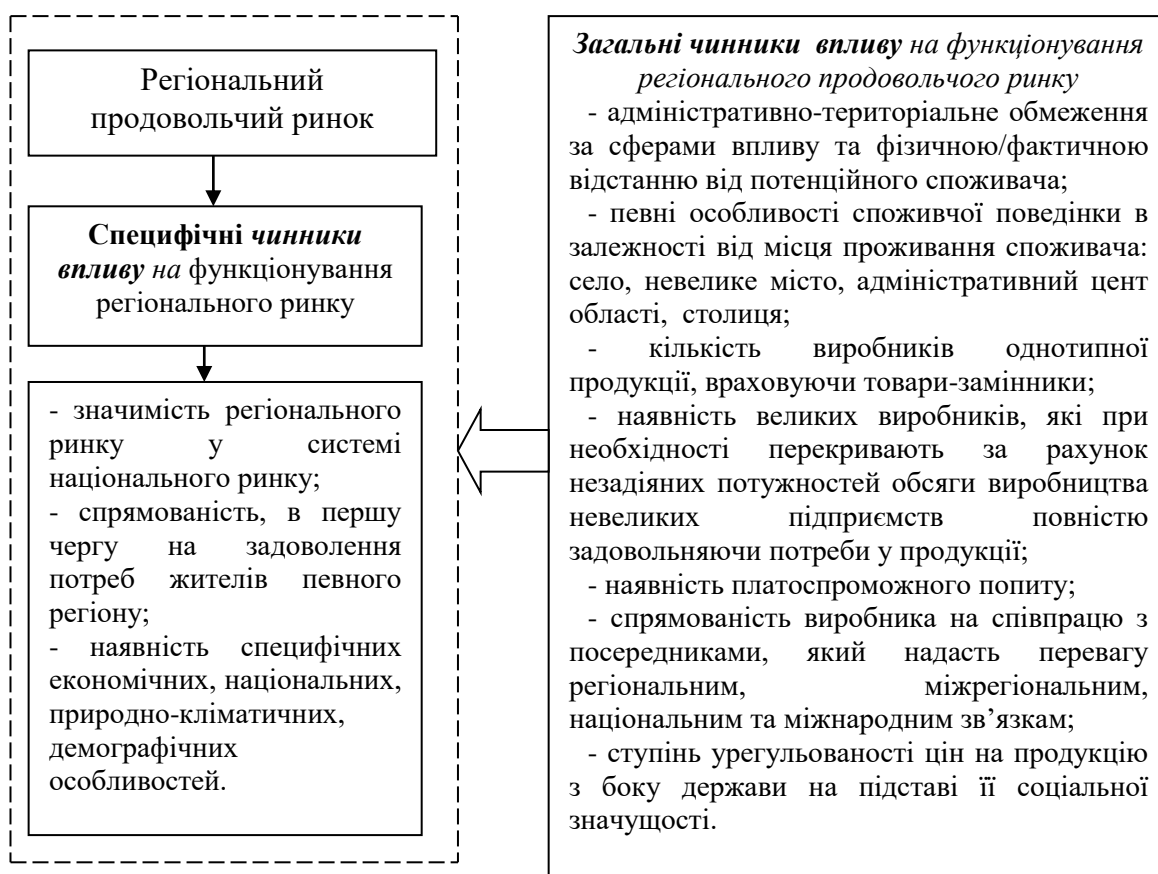 Регіональний
продовольчий ринок
Специфічні чинники
впливу на функціонування
регіонального ринку
- значимість регіонального
ринку у системі
національного ринку;
- спрямованість, в першу
чергу на задоволення
потреб жителів певного
регіону;
- наявність специфічних
економічних, національних,
природно-кліматичних,
демографічних
особливостей.
Загальні чинники впливу на функціонування
регіонального продовольчого ринку
- адміністративно-територіальне обмеження
за сферами впливу та фізичною/фактичною
відстанню від потенційного споживача;
- певні особливості споживчої поведінки в
залежності від місця проживання споживача:
село, невелике місто, адміністративний цент
області, столиця;
- кількість виробників однотипної
продукції, враховуючи товари-замінники;
- наявність великих виробників, які при
необхідності перекривають за рахунок
незадіяних потужностей обсяги виробництва
невеликих підприємств повністю
задовольняючи потреби у продукції;
- наявність платоспроможного попиту;
- спрямованість виробника на співпрацю з
посередниками, який надасть перевагу
регіональним, міжрегіональним,
національним та міжнародним зв’язкам;
- ступінь урегульованості цін на продукцію
з боку держави на підставі її соціальної
значущості.